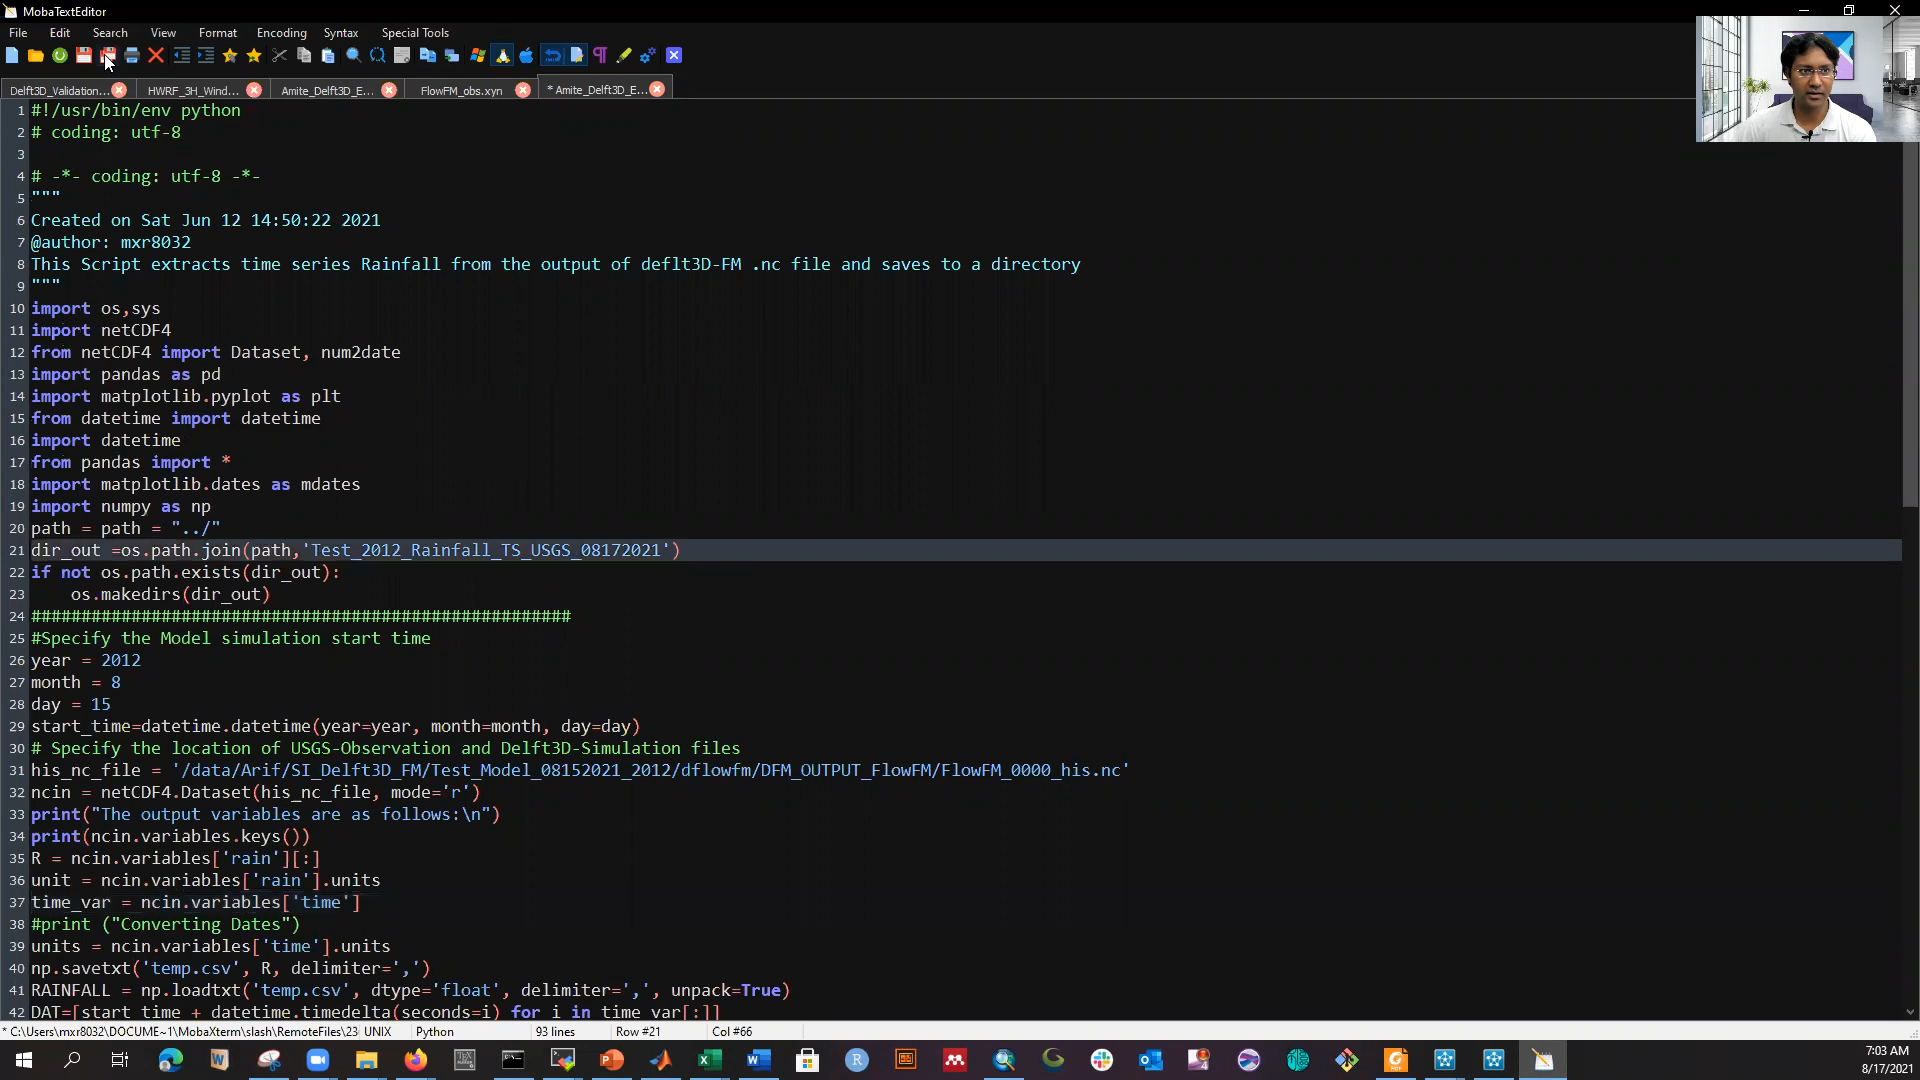 MobaTextEditor
File Edit Search View Format Encoding Syntax Special Tools
Delft3D_Validation... HWRF_3H_Wind... Amite_Delft3D_E... FlowFM_obs.xyn * Amite_Delft3D_E...
1 #!/usr/bin/env python
2 # coding: utf-8
3
4 # -*- coding: utf-8 -*-
5 """
6 Created on Sat Jun 12 14:50:22 2021
7 @author: mxr8032
8 This Script extracts time series Rainfall from the output of deflt3D-FM .nc file and saves to a directory
9 """
10 import os,sys
11 import netCDF4
12 from netCDF4 import Dataset, num2date
13 import pandas as pd
14 import matplotlib.pyplot as plt
15 from datetime import datetime
16 import datetime
17 from pandas import *
18 import matplotlib.dates as mdates
19 import numpy as np
20 path = path = "../"
21 dir_out =os.path.join(path,'Test_2012_Rainfall_TS_USGS_08172021')
22 if not os.path.exists(dir_out):
23     os.makedirs(dir_out)
24 ######################################################
25 #Specify the Model simulation start time
26 year = 2012
27 month = 8
28 day = 15
29 start_time=datetime.datetime(year=year, month=month, day=day)
30 # Specify the location of USGS-Observation and Delft3D-Simulation files
31 his_nc_file = '/data/Arif/SI_Delft3D_FM/Test_Model_08152021_2012/dflowfm/DFM_OUTPUT_FlowFM/FlowFM_0000_his.nc'
32 ncin = netCDF4.Dataset(his_nc_file, mode='r')
33 print("The output variables are as follows:\n")
34 print(ncin.variables.keys())
35 R = ncin.variables['rain'][:]
36 unit = ncin.variables['rain'].units
37 time_var = ncin.variables['time']
38 #print ("Converting Dates")
39 units = ncin.variables['time'].units
40 np.savetxt('temp.csv', R, delimiter=',')
41 RAINFALL = np.loadtxt('temp.csv', dtype='float', delimiter=',', unpack=True)
42 DAT=[start_time + datetime.timedelta(seconds=i) for i in time_var[:]]
* C:\Users\mxr8032\DOCUME~1\MobaXterm\slash\RemoteFiles\23 UNIX Python 93 lines Row #21 Col #66
7:03 AM
8/17/2021